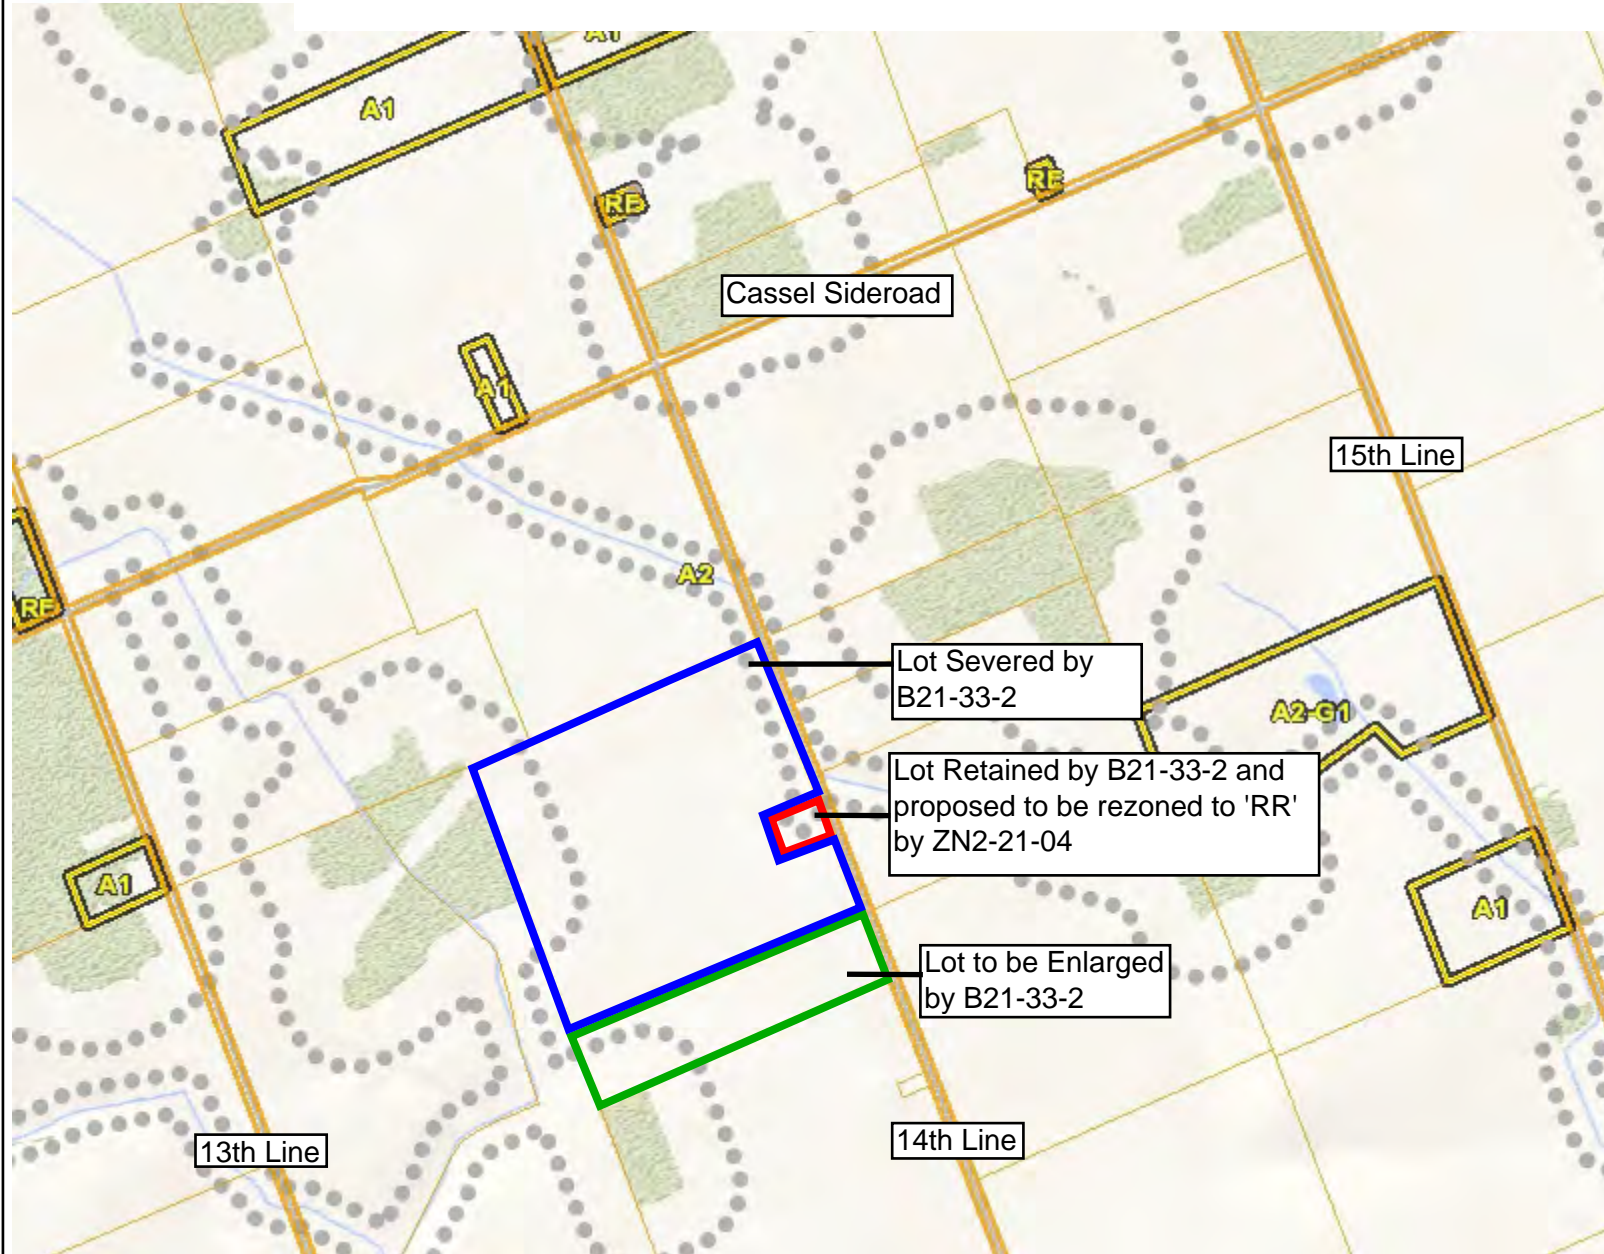 A1
A1
RE
RE
Cassel Sideroad
A1
15th Line
A2
RE
Lot Severed by
B21-33-2
A2-G1
Lot Retained by B21-33-2 and
proposed to be rezoned to 'RR'
by ZN2-21-04
A1
A1
Lot to be Enlarged
by B21-33-2
14th Line
13th Line